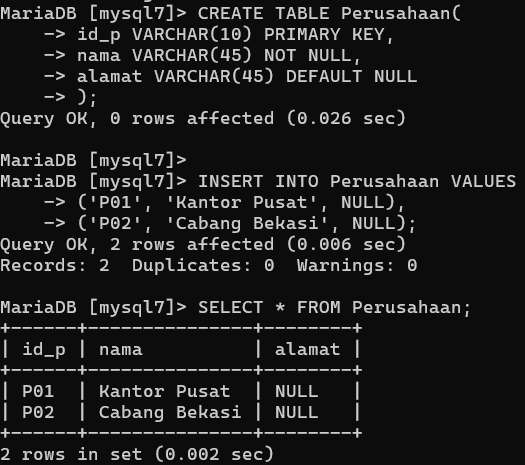 MariaDB [mysql7]> CREATE TABLE Perusahaan(
    -> id_p VARCHAR(10) PRIMARY KEY,
    -> nama VARCHAR(45) NOT NULL,
    -> alamat VARCHAR(45) DEFAULT NULL
    -> );
Query OK, 0 rows affected (0.026 sec)

MariaDB [mysql7]>
MariaDB [mysql7]> INSERT INTO Perusahaan VALUES
    -> ('P01', 'Kantor Pusat', NULL),
    -> ('P02', 'Cabang Bekasi', NULL);
Query OK, 2 rows affected (0.006 sec)
Records: 2  Duplicates: 0  Warnings: 0

MariaDB [mysql7]> SELECT * FROM Perusahaan;
+------+---------------+--------+
| id_p | nama          | alamat |
+------+---------------+--------+
| P01  | Kantor Pusat  | NULL   |
| P02  | Cabang Bekasi | NULL   |
+------+---------------+--------+
2 rows in set (0.002 sec)